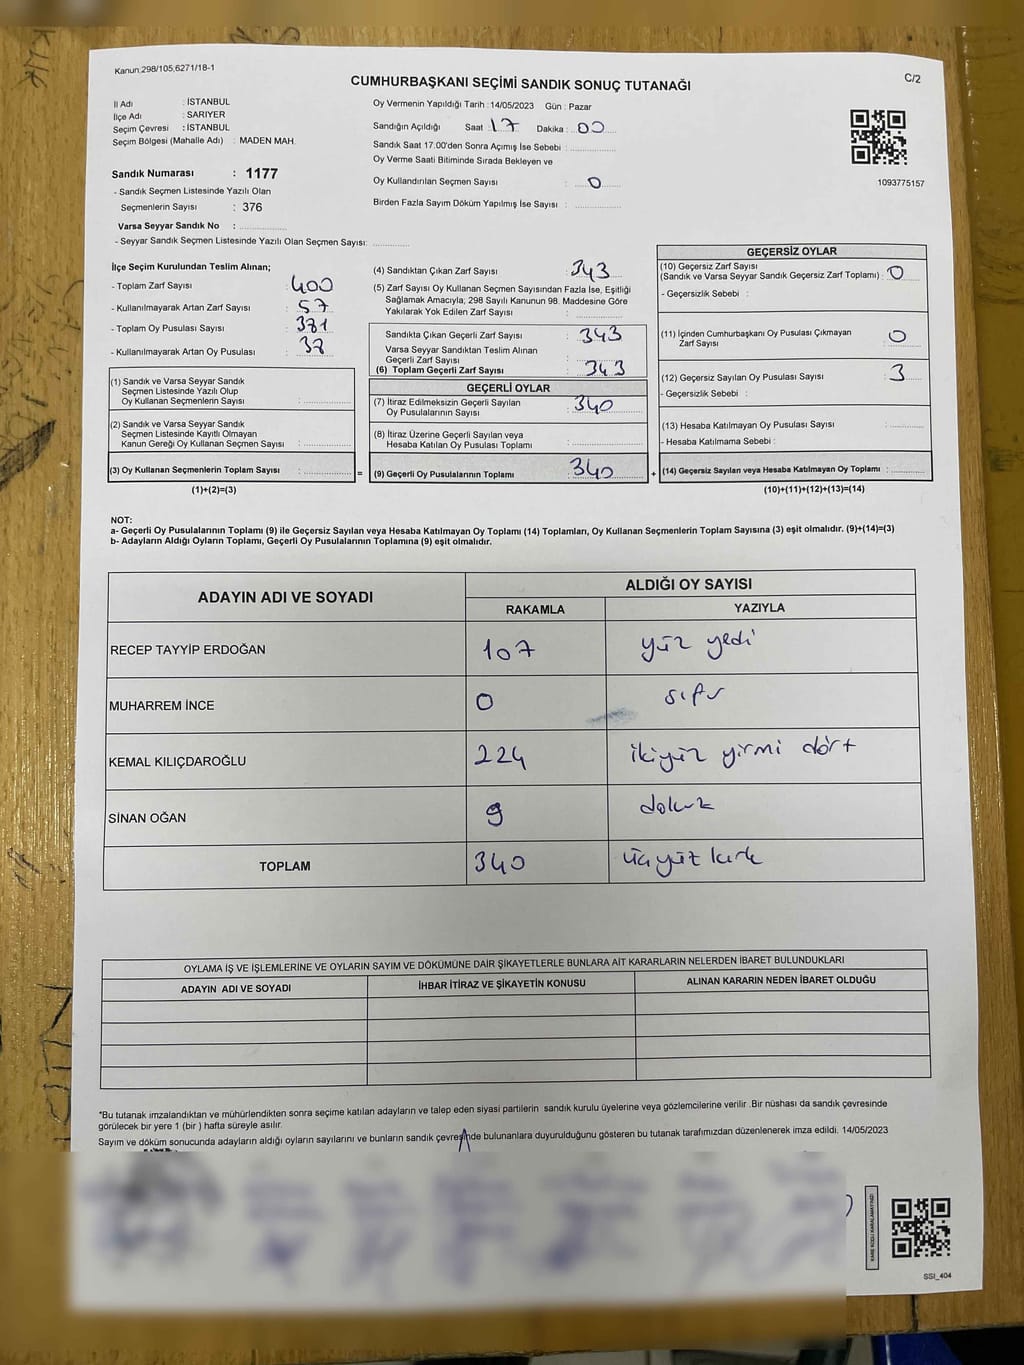 Kanun:298/105,6271/18-1
C/2
CUMHURBAŞKANI SEÇİMİ SANDIK SONUÇ TUTANAĞI
İl Adı : İSTANBUL
İlçe Adı : SARIYER
Seçim Çevresi : İSTANBUL
Seçim Bölgesi (Mahalle Adı) : MADEN MAH.
Sandık Numarası : 1177
- Sandık Seçmen Listesinde Yazılı Olan
Seçmenlerin Sayısı : 376
Varsa Seyyar Sandık No :
- Seyyar Sandık Seçmen Listesinde Yazılı Olan Seçmen Sayısı:
Oy Vermenin Yapıldığı Tarih : 14/05/2023 Gün : Pazar
Sandığın Açıldığı Saat : 17 Dakika : 00
Sandık Saat 17.00'den Sonra Açımış İse Sebebi :
Oy Verme Saati Bitiminde Sırada Bekleyen ve
Oy Kullandırılan Seçmen Sayısı : 0
Birden Fazla Sayım Döküm Yapılmış İse Sayısı :
1093775157
İlçe Seçim Kurulundan Teslim Alınan;
- Toplam Zarf Sayısı : 400
- Kullanılmayarak Artan Zarf Sayısı : 57
- Toplam Oy Pusulası Sayısı :
- Kullanılmayarak Artan Oy Pusulası :
(1) Sandık ve Varsa Seyyar Sandık
Seçmen Listesinde Yazılı Olup
Oy Kullanan Seçmenlerin Sayısı :
(2) Sandık ve Varsa Seyyar Sandık
Seçmen Listesinde Kayıtlı Olmayan
Kanun Gereği Oy Kullanan Seçmen Sayısı :
(3) Oy Kullanan Seçmenlerin Toplam Sayısı : =
(1)+(2)=(3)
(4) Sandıktan Çıkan Zarf Sayısı : 343
(5) Zarf Sayısı Oy Kullanan Seçmen Sayısından Fazla İse, Eşitliği
Sağlamak Amacıyla; 298 Sayılı Kanunun 98. Maddesine Göre
Yakılarak Yok Edilen Zarf Sayısı :
Sandıkta Çıkan Geçerli Zarf Sayısı : 343
Varsa Seyyar Sandıktan Teslim Alınan
Geçerli Zarf Sayısı :
(6) Toplam Geçerli Zarf Sayısı : 343
GEÇERLİ OYLAR
(7) İtiraz Edilmeksizin Geçerli Sayılan
Oy Pusulalarının Sayısı : 340
(8) İtiraz Üzerine Geçerli Sayılan veya
Hesaba Katılan Oy Pusulası Toplamı :
(9) Geçerli Oy Pusulalarının Toplamı : 340 +
GEÇERSİZ OYLAR
(10) Geçersiz Zarf Sayısı
(Sandık ve Varsa Seyyar Sandık Geçersiz Zarf Toplamı) : 0
- Geçersizlik Sebebi :
(11) İçinden Cumhurbaşkanı Oy Pusulası Çıkmayan
Zarf Sayısı : 0
(12) Geçersiz Sayılan Oy Pusulası Sayısı : 3
- Geçersizlik Sebebi :
(13) Hesaba Katılmayan Oy Pusulası Sayısı :
- Hesaba Katılmama Sebebi :
(14) Geçersiz Sayılan veya Hesaba Katılmayan Oy Toplamı :
(10)+(11)+(12)+(13)=(14)
NOT:
a- Geçerli Oy Pusulalarının Toplamı (9) ile Geçersiz Sayılan veya Hesaba Katılmayan Oy Toplamı (14) Toplamları, Oy Kullanan Seçmenlerin Toplam Sayısına (3) eşit olmalıdır. (9)+(14)=(3)
b- Adayların Aldığı Oyların Toplamı, Geçerli Oy Pusulalarının Toplamına (9) eşit olmalıdır.
ADAYIN ADI VE SOYADI
ALDIĞI OY SAYISI
RAKAMLA YAZIYLA
RECEP TAYYİP ERDOĞAN 107 yüz yedi
MUHARREM İNCE 0 sıfır
KEMAL KILIÇDAROĞLU 224 ikiyüz yirmi dört
SİNAN OĞAN 9 dokuz
TOPLAM 340 üçyüz kırk
OYLAMA İŞ VE İŞLEMLERİNE VE OYLARIN SAYIM VE DÖKÜMÜNE DAİR ŞİKAYETLERLE BUNLARA AİT KARARLARIN NELERDEN İBARET BULUNDUKLARI
ADAYIN ADI VE SOYADI İHBAR İTİRAZ VE ŞİKAYETİN KONUSU ALINAN KARARIN NEDEN İBARET OLDUĞU
*Bu tutanak imzalandıktan ve mühürlendikten sonra seçime katılan adayların ve talep eden siyasi partilerin sandık kurulu üyelerine veya gözlemcilerine verilir .Bir nüshası da sandık çevresinde
görülecek bir yere 1 (bir ) hafta süreyle asılır.
Sayım ve döküm sonucunda adayların aldığı oyların sayılarını ve bunların sandık çevresinde bulunanlara duyurulduğunu gösteren bu tutanak tarafımızdan düzenlenerek imza edildi. 14/05/2023
KARE KODU KARALAMAYINIZ!
SSI_404